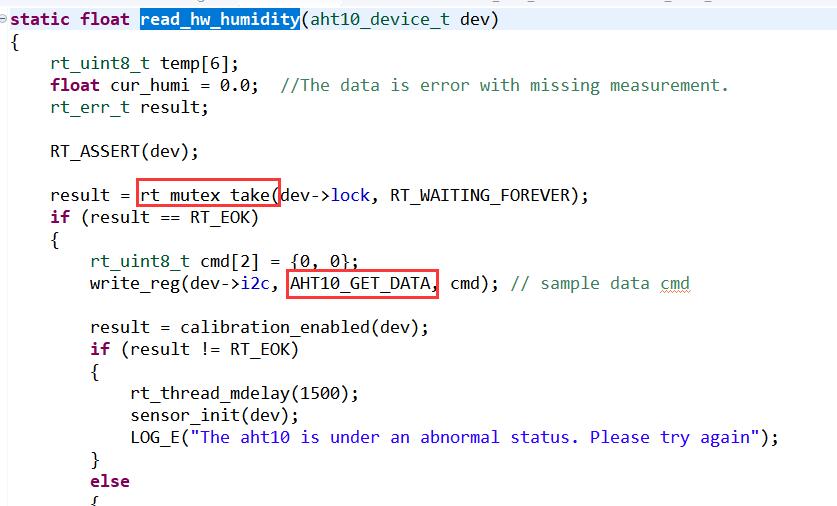 static float read_hw_humidity(aht10_device_t dev)
{
    rt_uint8_t temp[6];
    float cur_humi = 0.0;  //The data is error with missing measurement.
    rt_err_t result;

    RT_ASSERT(dev);

    result = rt_mutex_take(dev->lock, RT_WAITING_FOREVER);
    if (result == RT_EOK)
    {
        rt_uint8_t cmd[2] = {0, 0};
        write_reg(dev->i2c, AHT10_GET_DATA, cmd); // sample data cmd

        result = calibration_enabled(dev);
        if (result != RT_EOK)
        {
            rt_thread_mdelay(1500);
            sensor_init(dev);
            LOG_E("The aht10 is under an abnormal status. Please try again");
        }
        else
        {